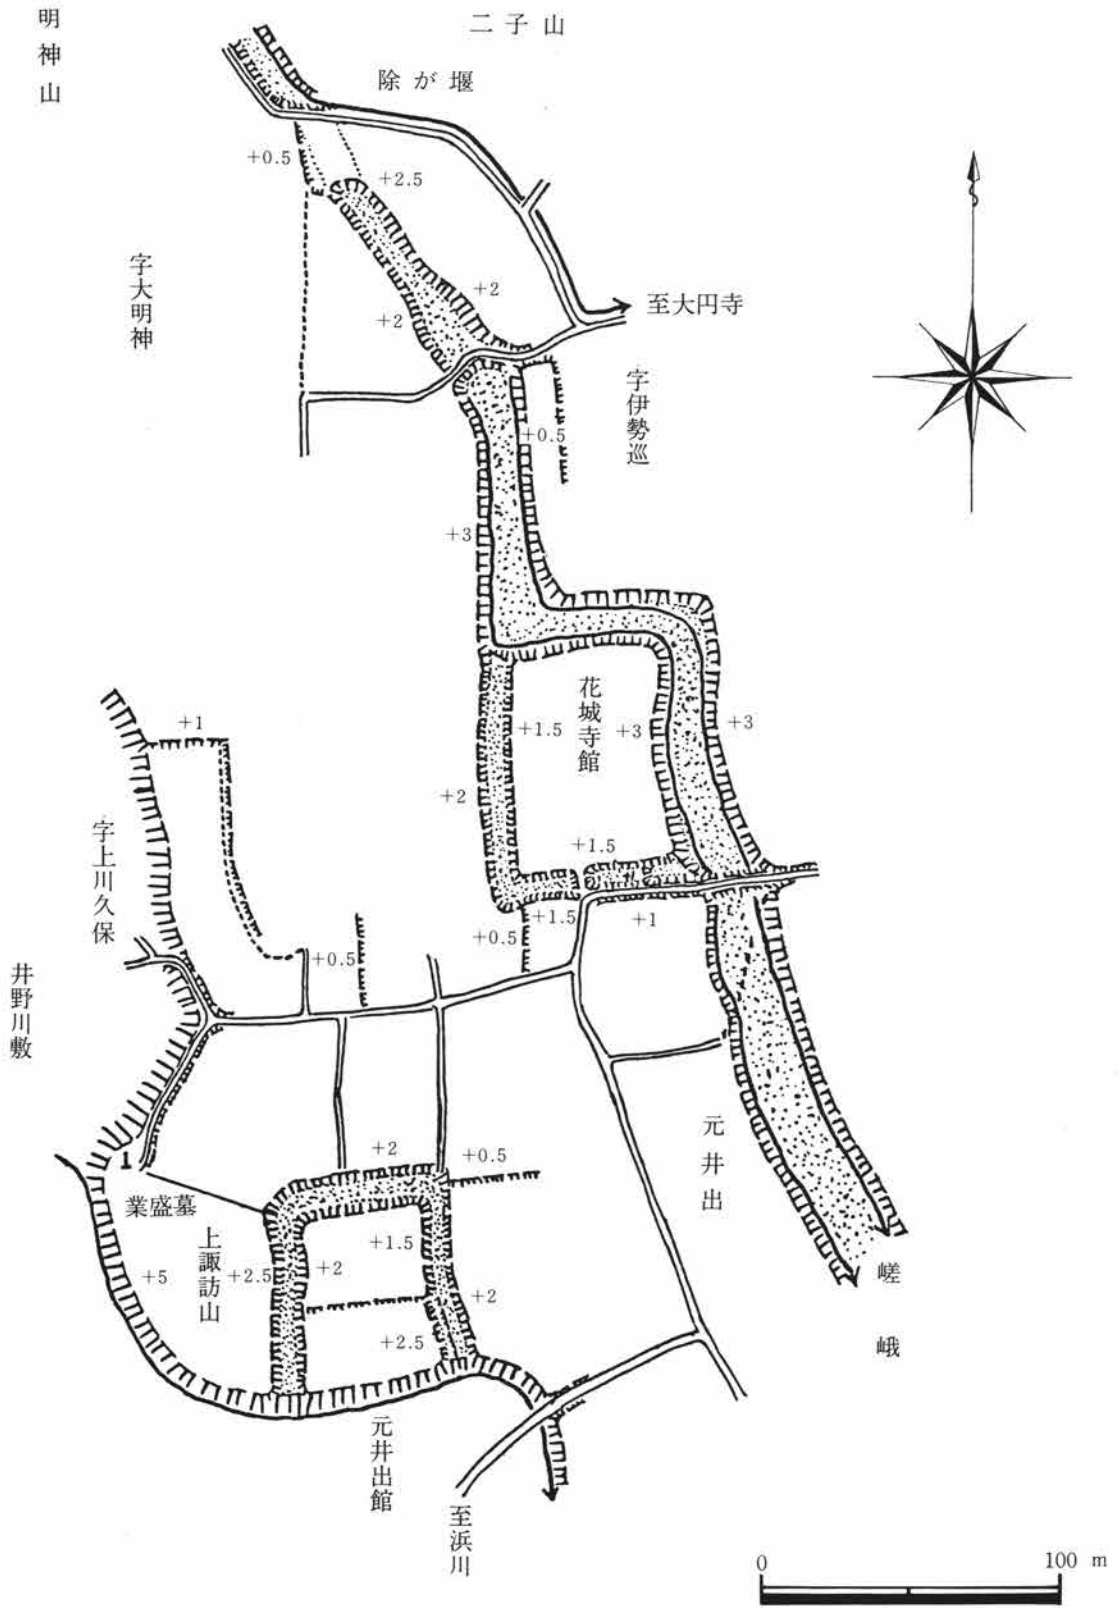 明神山
二子山
除が堰
+0.5
+2.5
字大明神
+2
+2
至大円寺
字伊勢巡
+0.5
+3
花城寺館
+1.5
+3
+3
+1
+2
字上川久保
+1.5
+1.5
+1
+0.5
+0.5
井野川敷
元井出
+2
+0.5
業盛墓
上諏訪山
+1.5
+5
+2.5
+2
+2
+2.5
嵯峨
元井出館
至浜川
0
100 m